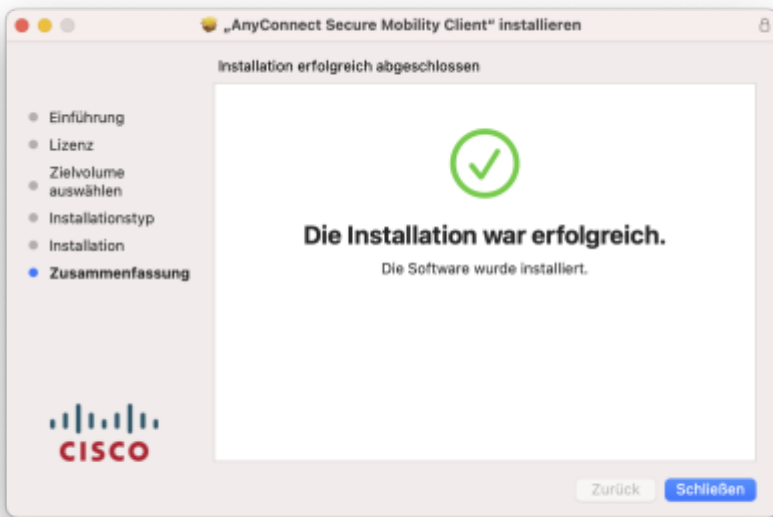 „AnyConnect Secure Mobility Client“ installieren
Installation erfolgreich abgeschlossen
Einführung
Lizenz
Zielvolume
auswählen
Installationstyp
Installation
Zusammenfassung
Die Installation war erfolgreich.
Die Software wurde installiert.
CISCO
Zurück
Schließen